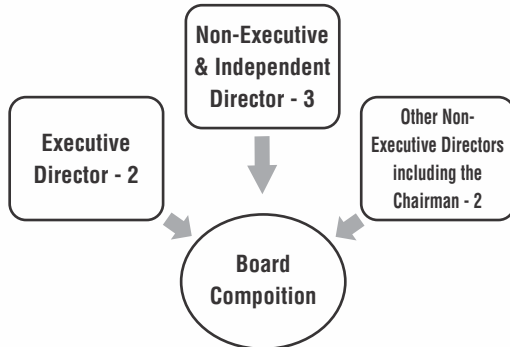 Non-Executive
& Independent
Director - 3
Executive
Director - 2
Other Non-
Executive Directors
including the
Chairman - 2
Board
Compoition